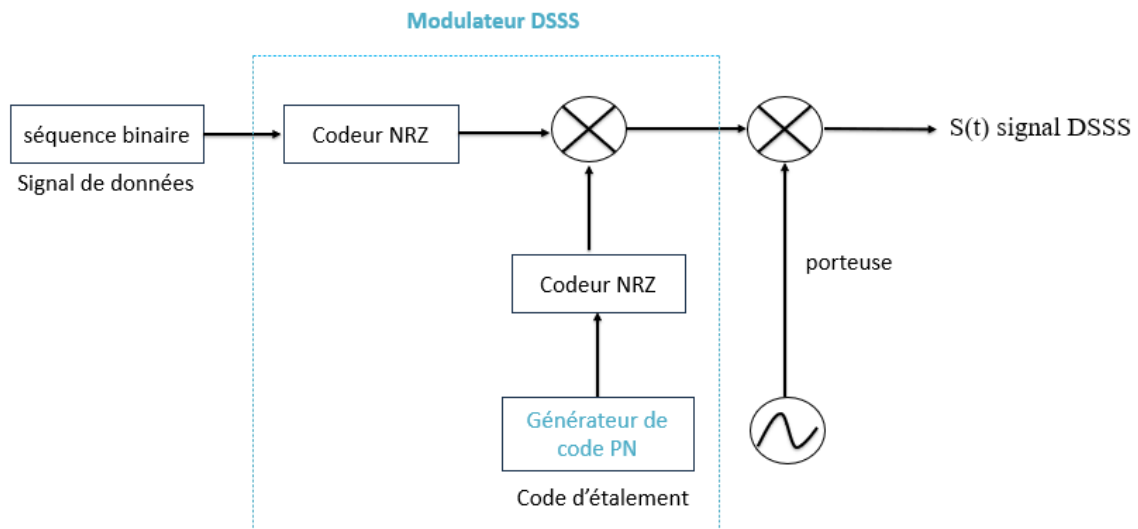 Modulateur DSSS
séquence binaire
Signal de données
Codeur NRZ
S(t) signal DSSS
Codeur NRZ
porteuse
Générateur de
code PN
Code d'étalement